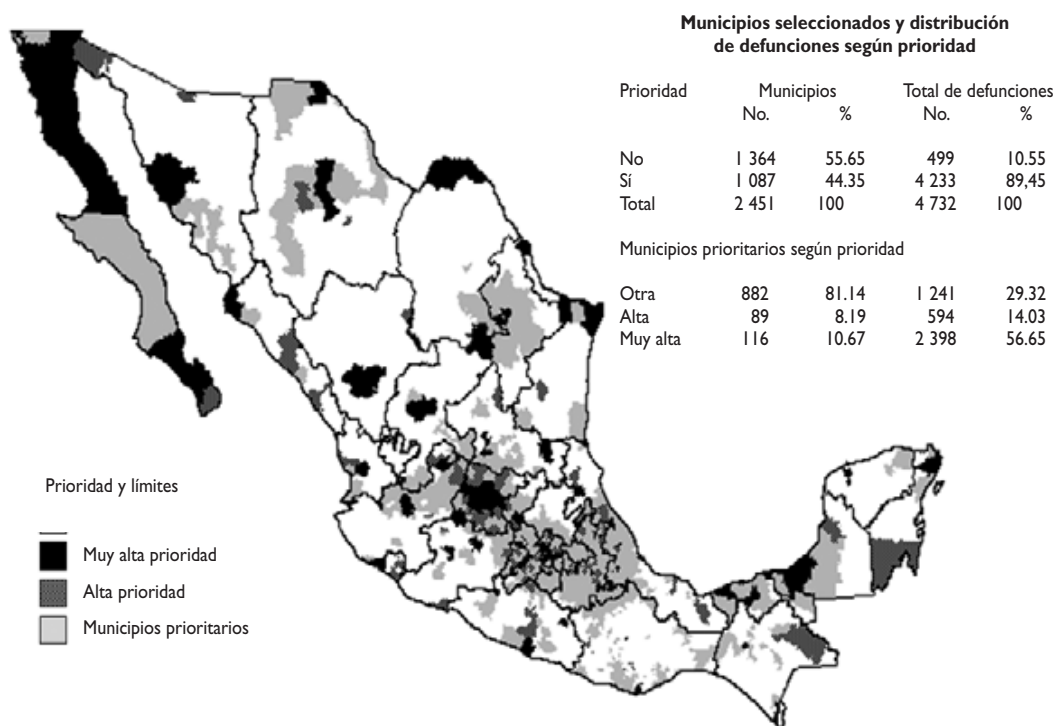 Municipios seleccionados y distribución
de defunciones según prioridad
Prioridad Municipios Total de defunciones
No. % No. %
No 1 364 55.65 499 10.55
Sí 1 087 44.35 4 233 89,45
Total 2 451 100 4 732 100
Municipios prioritarios según prioridad
Otra 882 81.14 1 241 29.32
Alta 89 8.19 594 14.03
Muy alta 116 10.67 2 398 56.65
Prioridad y límites
Muy alta prioridad
Alta prioridad
Municipios prioritarios